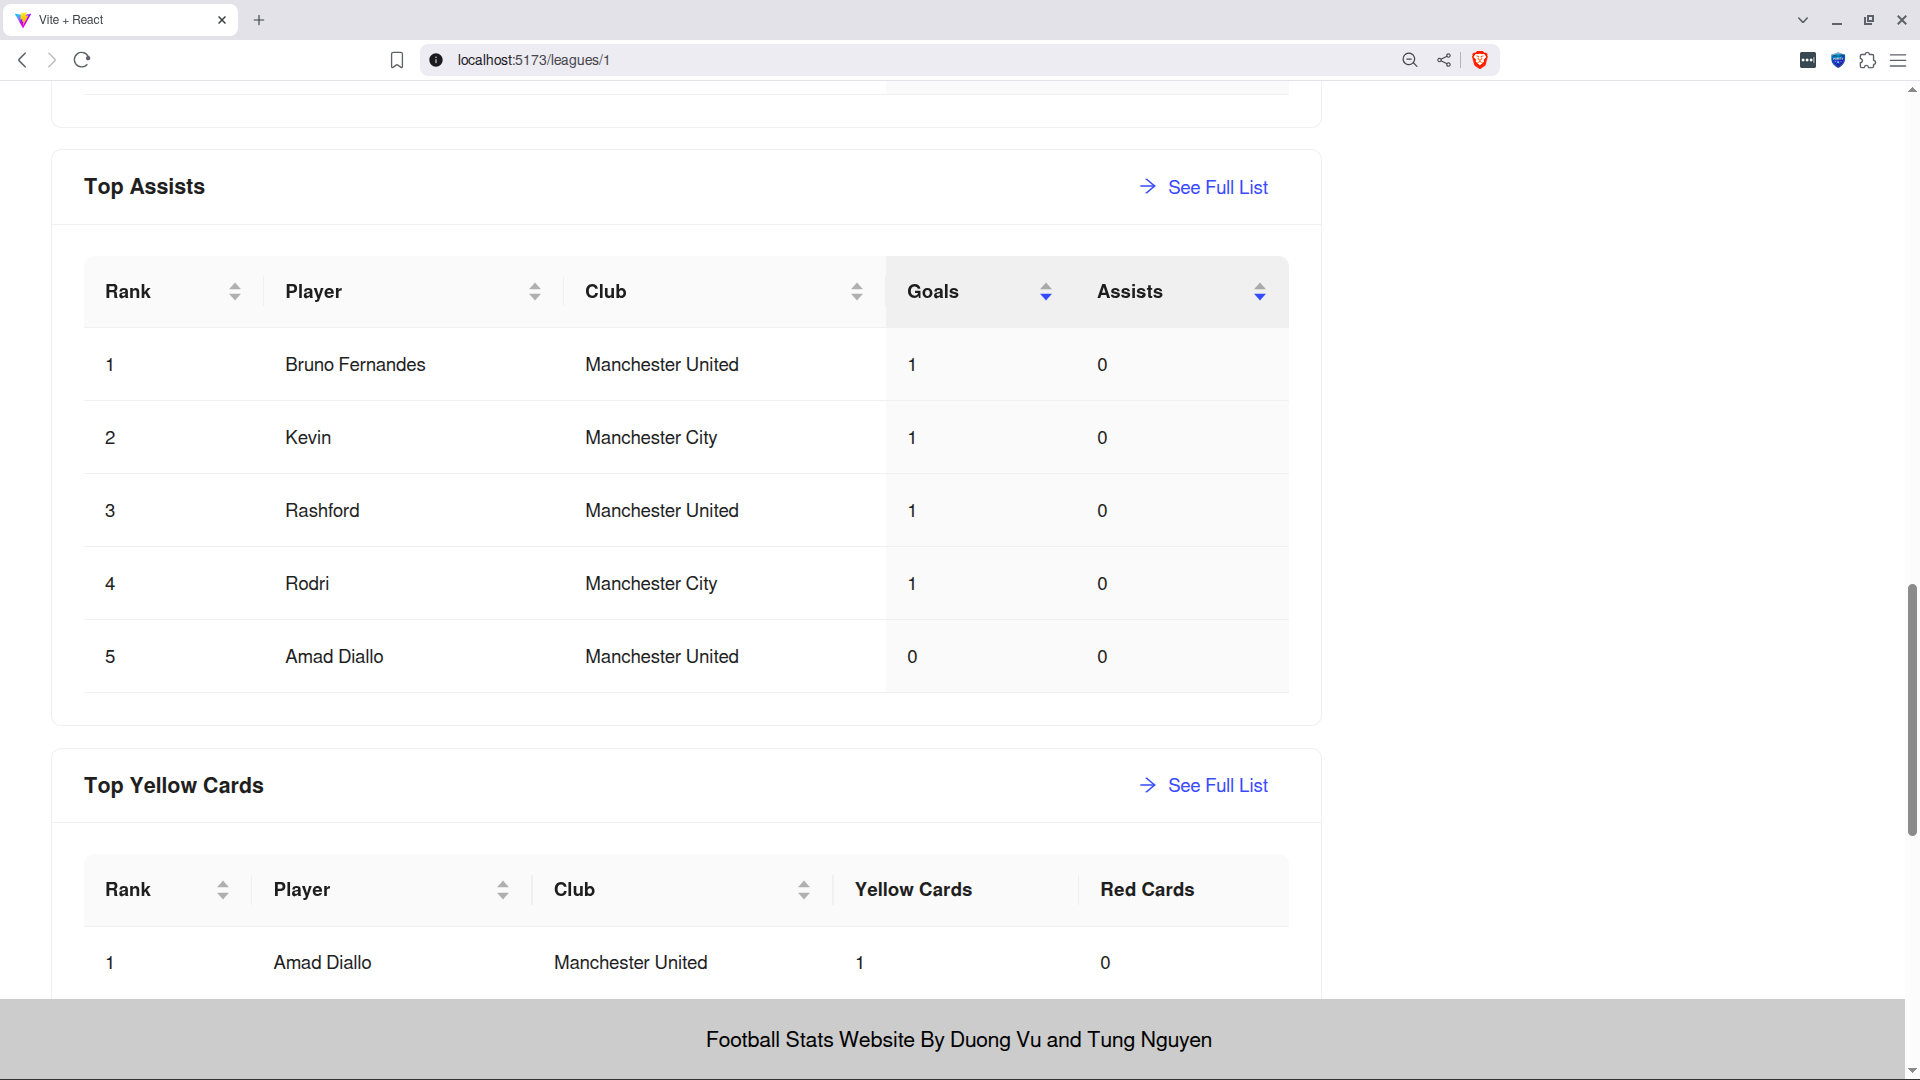 Vite + React
localhost:5173/leagues/1
Top Assists
See Full List
Rank Player Club Goals Assists
1 Bruno Fernandes Manchester United 1 0
2 Kevin Manchester City 1 0
3 Rashford Manchester United 1 0
4 Rodri Manchester City 1 0
5 Amad Diallo Manchester United 0 0
Top Yellow Cards
See Full List
Rank Player Club Yellow Cards Red Cards
1 Amad Diallo Manchester United 1 0
Football Stats Website By Duong Vu and Tung Nguyen